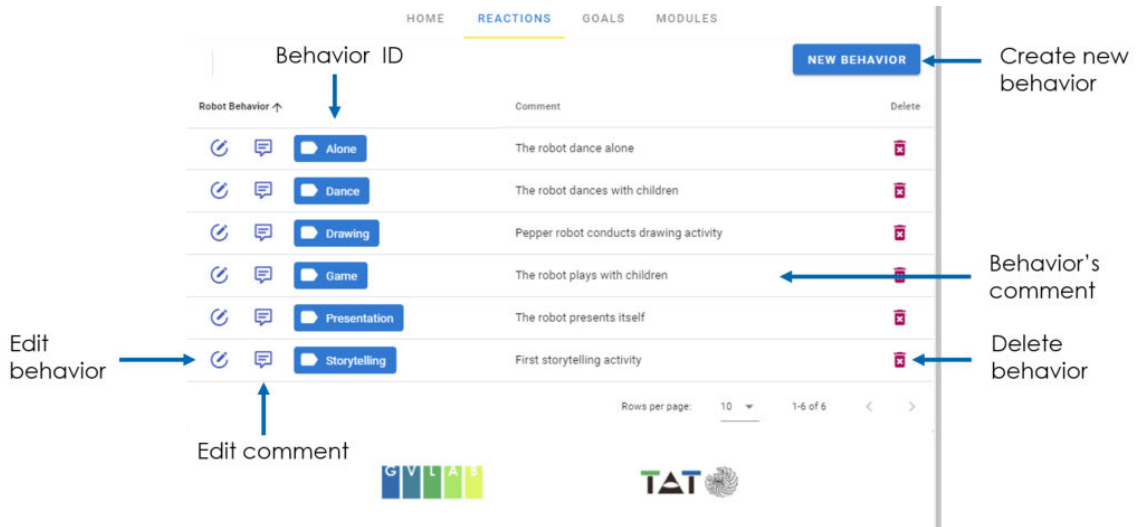 HOME REACTIONS GOALS MODULES
Behavior ID
NEW BEHAVIOR
Create new
behavior
Robot Behavior Comment Delete
Alone The robot dance alone
Dance The robot dances with children
Drawing Pepper robot conducts drawing activity
Game The robot plays with children
Behavior's
comment
Presentation The robot presents itself
Edit
behavior
Storytelling First storytelling activity
Delete
behavior
Rows per page: 10 1-6 of 6
Edit comment
GVLAB TAT